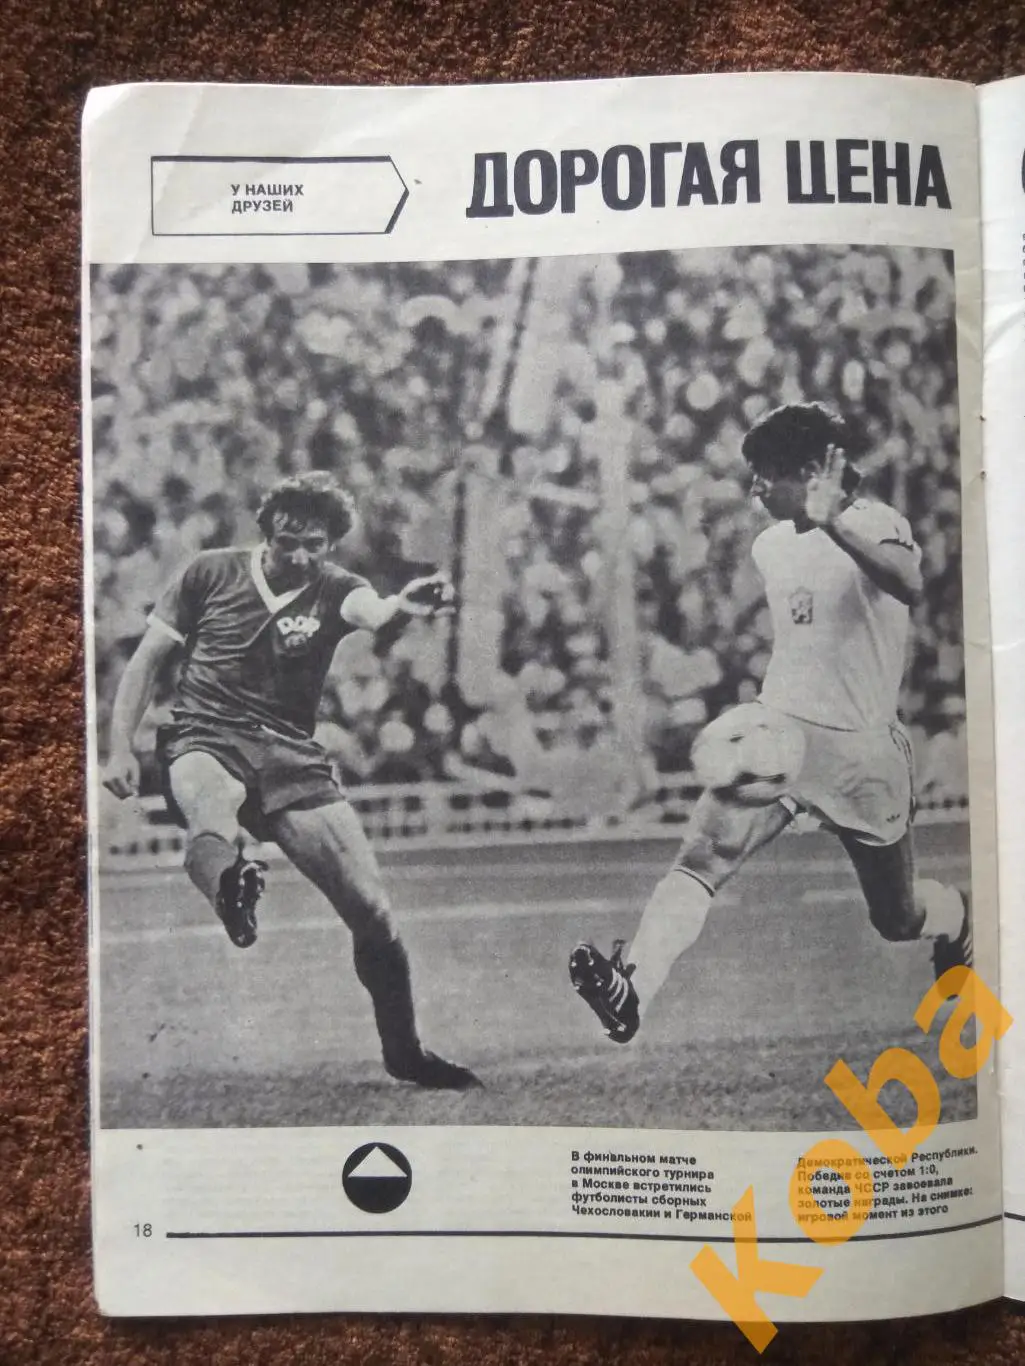 У НАШИХ
ДРУЗЕЙ
ДОРОГАЯ ЦЕНА
DDR
В финальном матче
олимпийского турнира
в Москве встретились
футболисты сборных
Чехословакии и Германской
Демократической Республики.
Победив со счетом 1:0,
команда ЧССР завоевала
золотые награды. На снимке:
игровой момент из этого
18
Koba